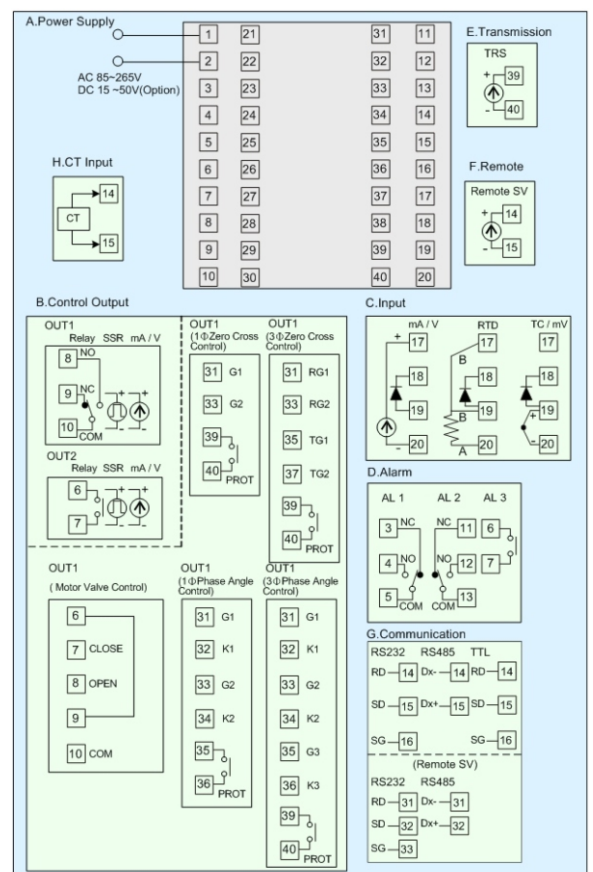 A.Power Supply
AC 85~265V
DC 15 ~50V(Option)
1 21 31 11
2 22 32 12
3 23 33 13
4 24 34 14
5 25 35 15
6 26 36 16
7 27 37 17
8 28 38 18
9 29 39 19
10 30 40 20
E.Transmission
TRS
+ 39
- 40
H.CT Input
CT
14
15
F.Remote
Remote SV
+ 14
- 15
B.Control Output
OUT1
Relay SSR mA / V
8 NO
9 NC + +
10 COM - -
OUT2
Relay SSR mA / V
6 + +
7 - -
OUT1
(1ΦZero Cross
Control)
31 G1
33 G2
39
40 PROT
OUT1
(3ΦZero Cross
Control)
31 RG1
33 RG2
35 TG1
37 TG2
39
40 PROT
OUT1
( Motor Valve Control)
6
7 CLOSE
8 OPEN
9
10 COM
OUT1
(1ΦPhase Angle
Control)
31 G1
32 K1
33 G2
34 K2
35
36 PROT
OUT1
(3ΦPhase Angle
Control)
31 G1
32 K1
33 G2
34 K2
35 G3
36 K3
39
40 PROT
C.Input
mA / V RTD TC / mV
+ 17 17 17
B
18 18 18
19 B 19 + 19
- 20 A 20 - 20
D.Alarm
AL 1 AL 2 AL 3
3 NC NC 11 6
4 NO NO 12 7
5 COM COM 13
G.Communication
RS232 RS485 TTL
RD 14 Dx- 14 RD 14
SD 15 Dx+ 15 SD 15
SG 16 SG 16
(Remote SV)
RS232 RS485
RD 31 Dx- 31
SD 32 Dx+ 32
SG 33